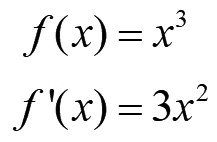 f(x) = x³
f'(x) = 3x²